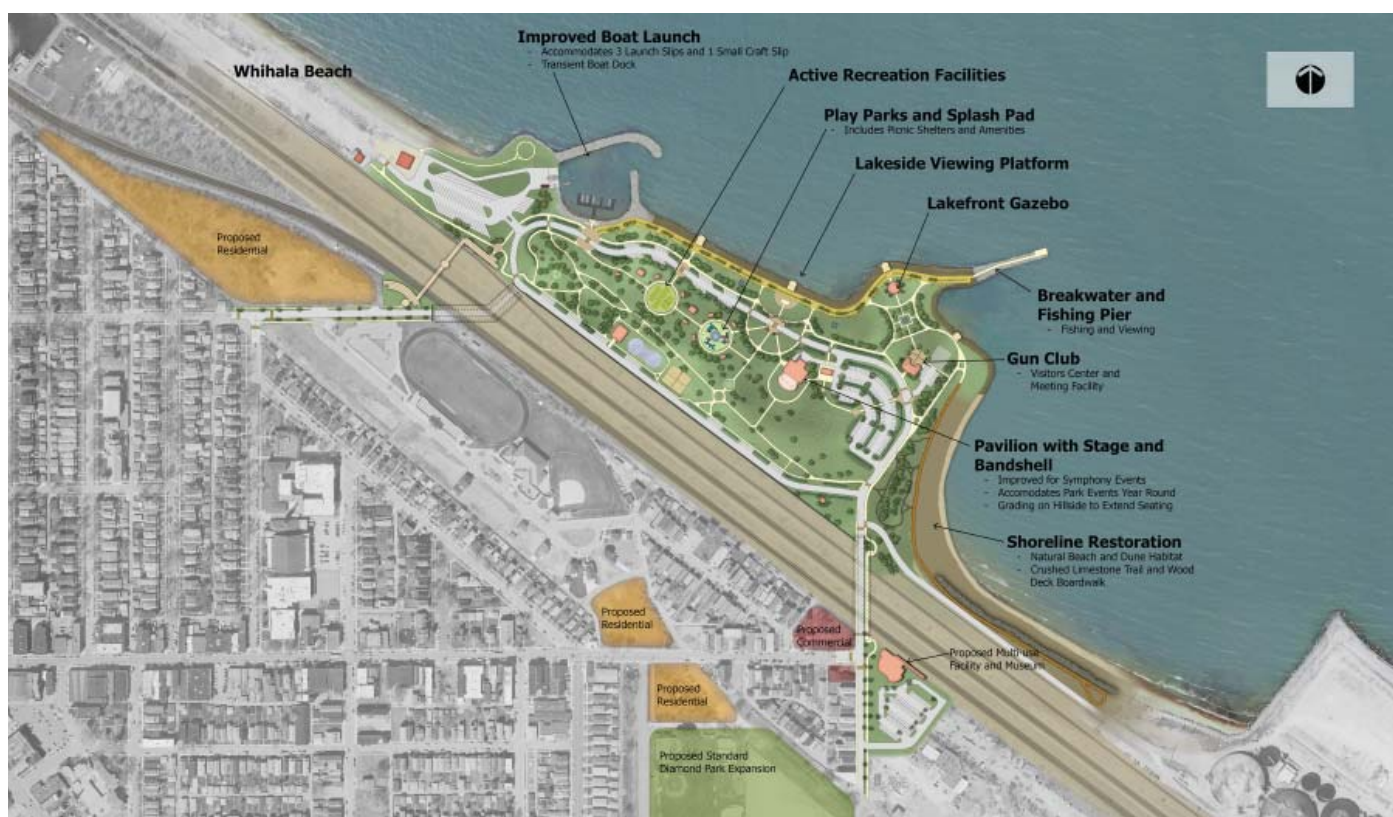 Improved Boat Launch
- Accommodates 3 Launch Slips and 1 Small Craft Slip
- Transient Boat Dock
Whihala Beach
Active Recreation Facilities
Play Parks and Splash Pad
- Includes Picnic Shelters and Amenities
Lakeside Viewing Platform
Lakefront Gazebo
Proposed
Residential
Breakwater and
Fishing Pier
- Fishing and Viewing
Gun Club
- Visitors Center and
Meeting Facility
Pavilion with Stage and
Bandshell
- Improved for Symphony Events
- Accomodates Park Events Year Round
- Grading on Hillside to Extend Seating
Shoreline Restoration
- Natural Beach and Dune Habitat
- Crushed Limestone Trail and Wood
Deck Boardwalk
Proposed
Residential
Proposed
Commercial
Proposed Multi-use
Facility and Museum
Proposed
Residential
Proposed Standard
Diamond Park Expansion